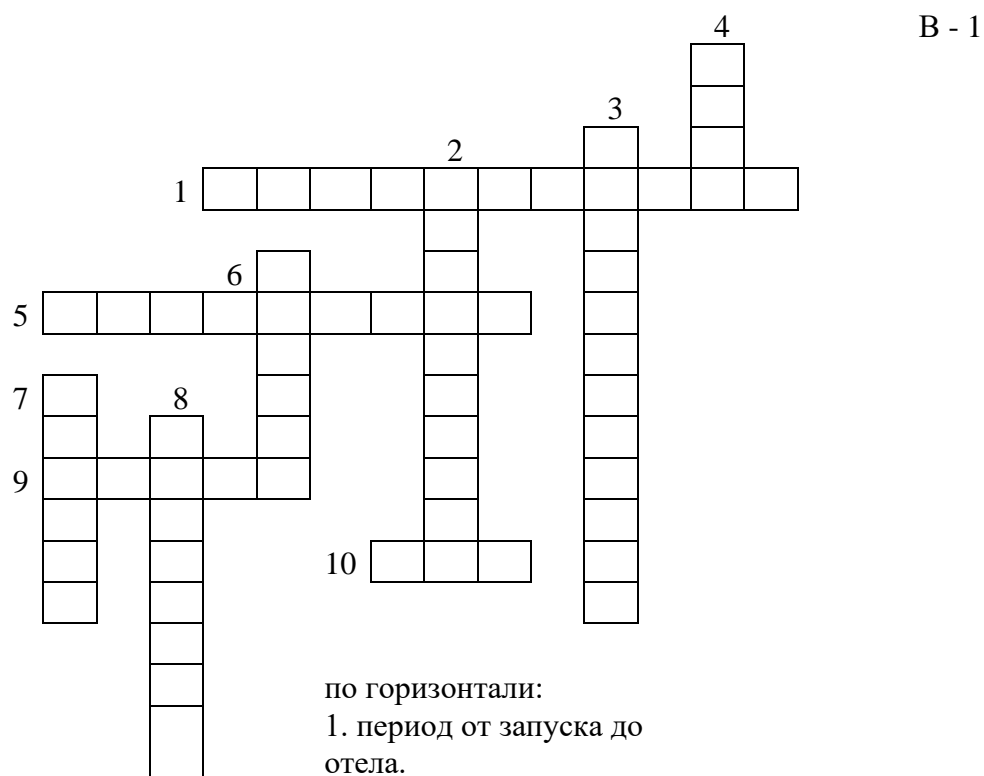 4
В - 1
3
2
1
6
5
7
8
9
10
по горизонтали:
1. период от запуска до
отела.